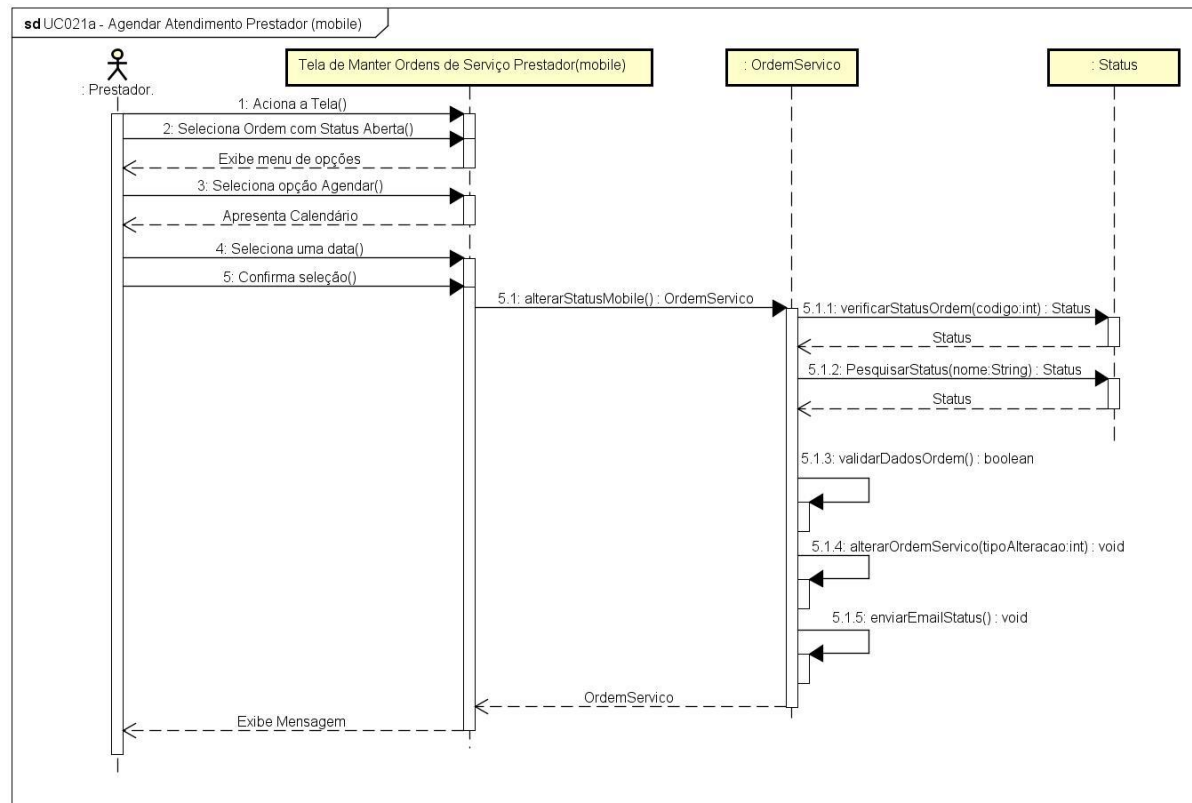 sd UC021a - Agendar Atendimento Prestador (mobile)
: Prestador.
Tela de Manter Ordens de Serviço Prestador(mobile)
: OrdemServico
: Status
1: Aciona a Tela()
2: Seleciona Ordem com Status Aberta()
Exibe menu de opções
3: Seleciona opção Agendar()
Apresenta Calendário
4: Seleciona uma data()
5: Confirma seleção()
5.1: alterarStatusMobile() : OrdemServico
5.1.1: verificarStatusOrdem(codigo:int) : Status
Status
5.1.2: PesquisarStatus(nome:String) : Status
Status
5.1.3: validarDadosOrdem() : boolean
5.1.4: alterarOrdemServico(tipoAlteracao:int) : void
5.1.5: enviarEmailStatus() : void
OrdemServico
Exibe Mensagem